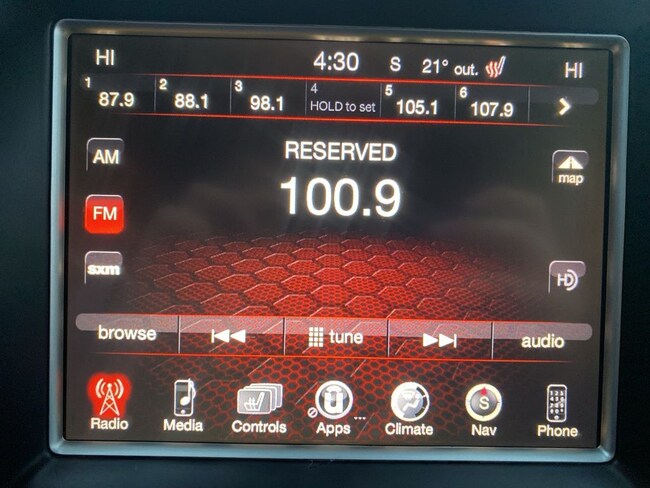 HI 4:30 S 21° out. HI
1 87.9 2 88.1 3 98.1 4 HOLD to set 5 105.1 6 107.9
AM RESERVED map
FM 100.9
sxm HD
browse tune audio
Radio Media Controls Apps ... Climate S Nav Phone